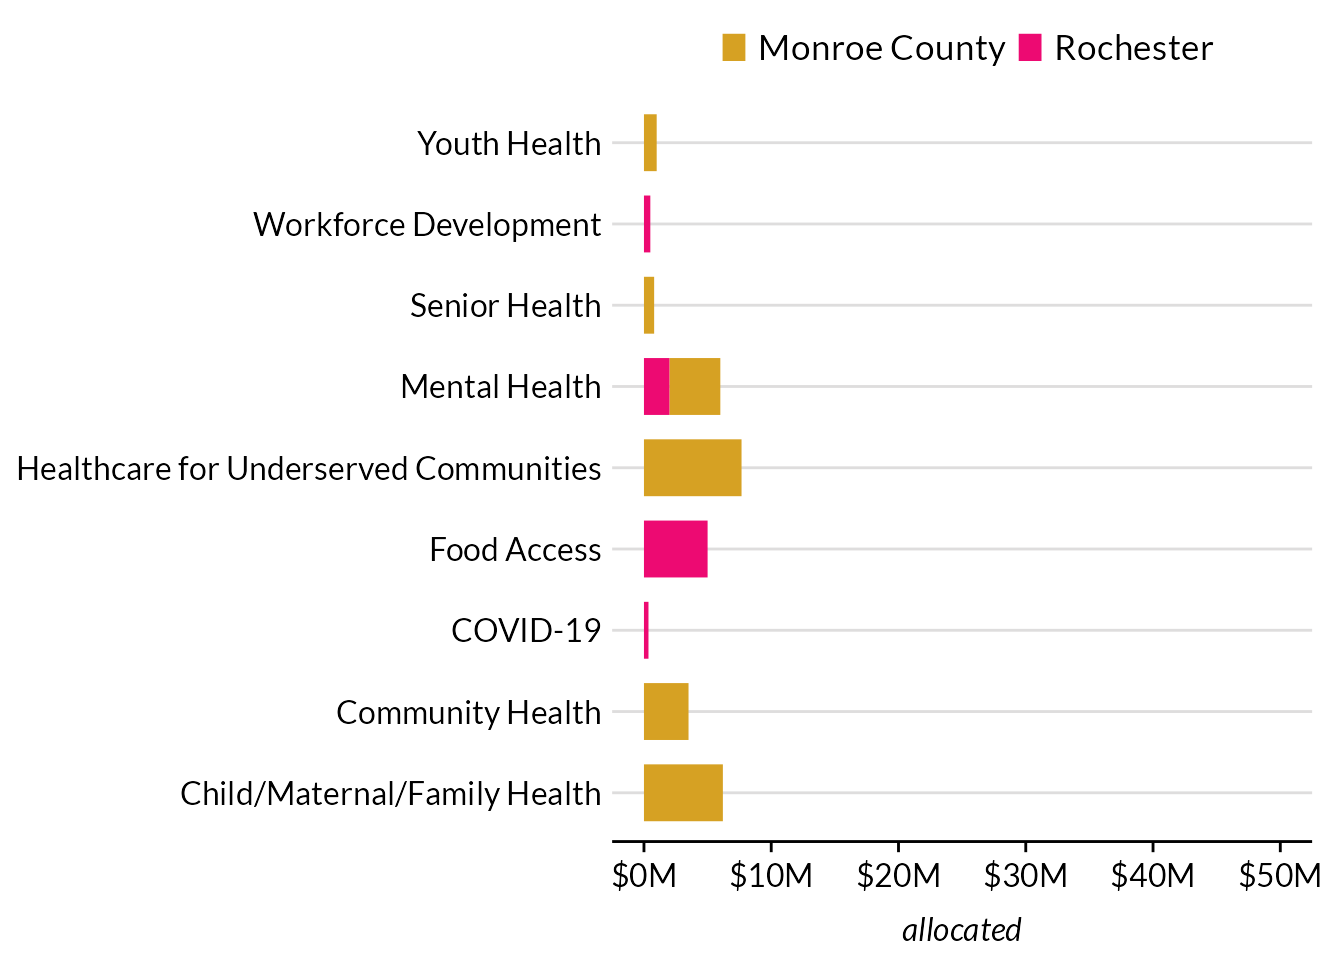 Monroe County Rochester
Youth Health
Workforce Development
Senior Health
Mental Health
Healthcare for Underserved Communities
Food Access
COVID-19
Community Health
Child/Maternal/Family Health
$0M $10M $20M $30M $40M $50M
allocated